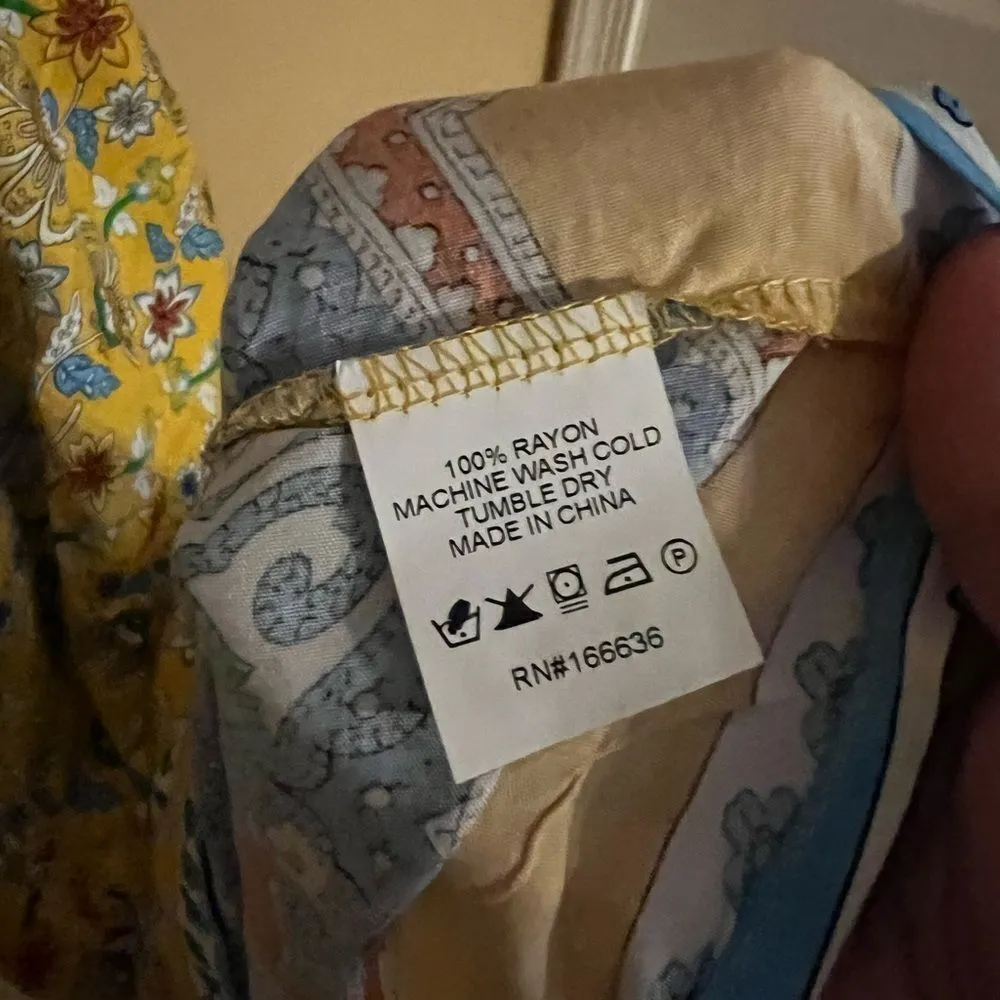 100% RAYON
MACHINE WASH COLD
TUMBLE DRY
MADE IN CHINA
P
RN#166636